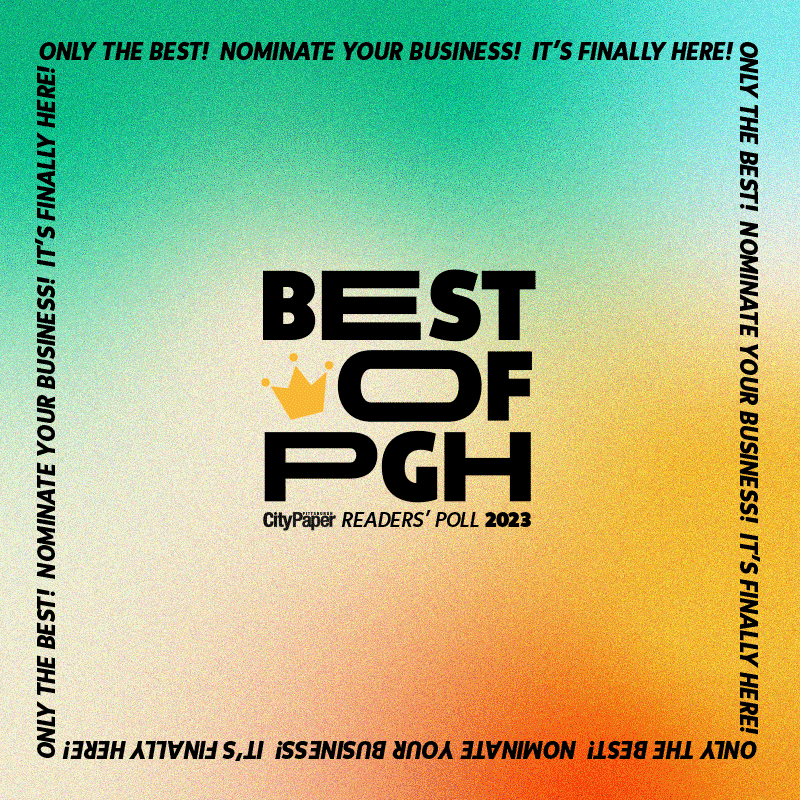 ONLY THE BEST! NOMINATE YOUR BUSINESS! IT'S FINALLY HERE!
ONLY THE BEST! NOMINATE YOUR BUSINESS! IT'S FINALLY HERE!
ONLY THE BEST! NOMINATE YOUR BUSINESS! IT'S FINALLY HERE!
ONLY THE BEST! NOMINATE YOUR BUSINESS! IT'S FINALLY HERE!
BEST
OF
PGH
PITTSBURGH
CityPaper READERS' POLL 2023